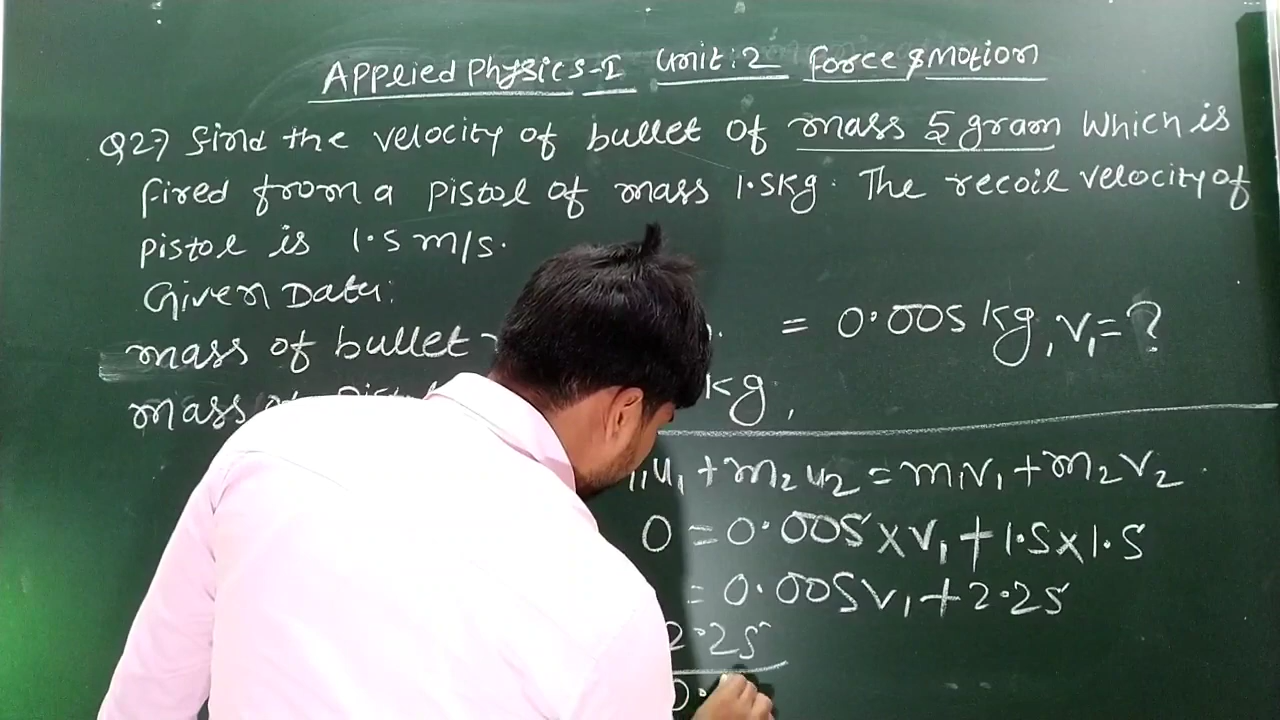 Applied Physics-I Unit:2 Force & Motion
Q2→ Find the velocity of bullet of mass 5 gram which is
fired from a pistol of mass 1.5kg. The recoil velocity of
pistol is 1.5 m/s.
Given Data:
mass of bullet = 0.005 kg, v₁=?
mass of kg,
u₁+m₂u₂=m₁v₁+m₂v₂
0 = 0.005×v₁+1.5×1.5
= 0.005v₁+2.25
2.25
0.